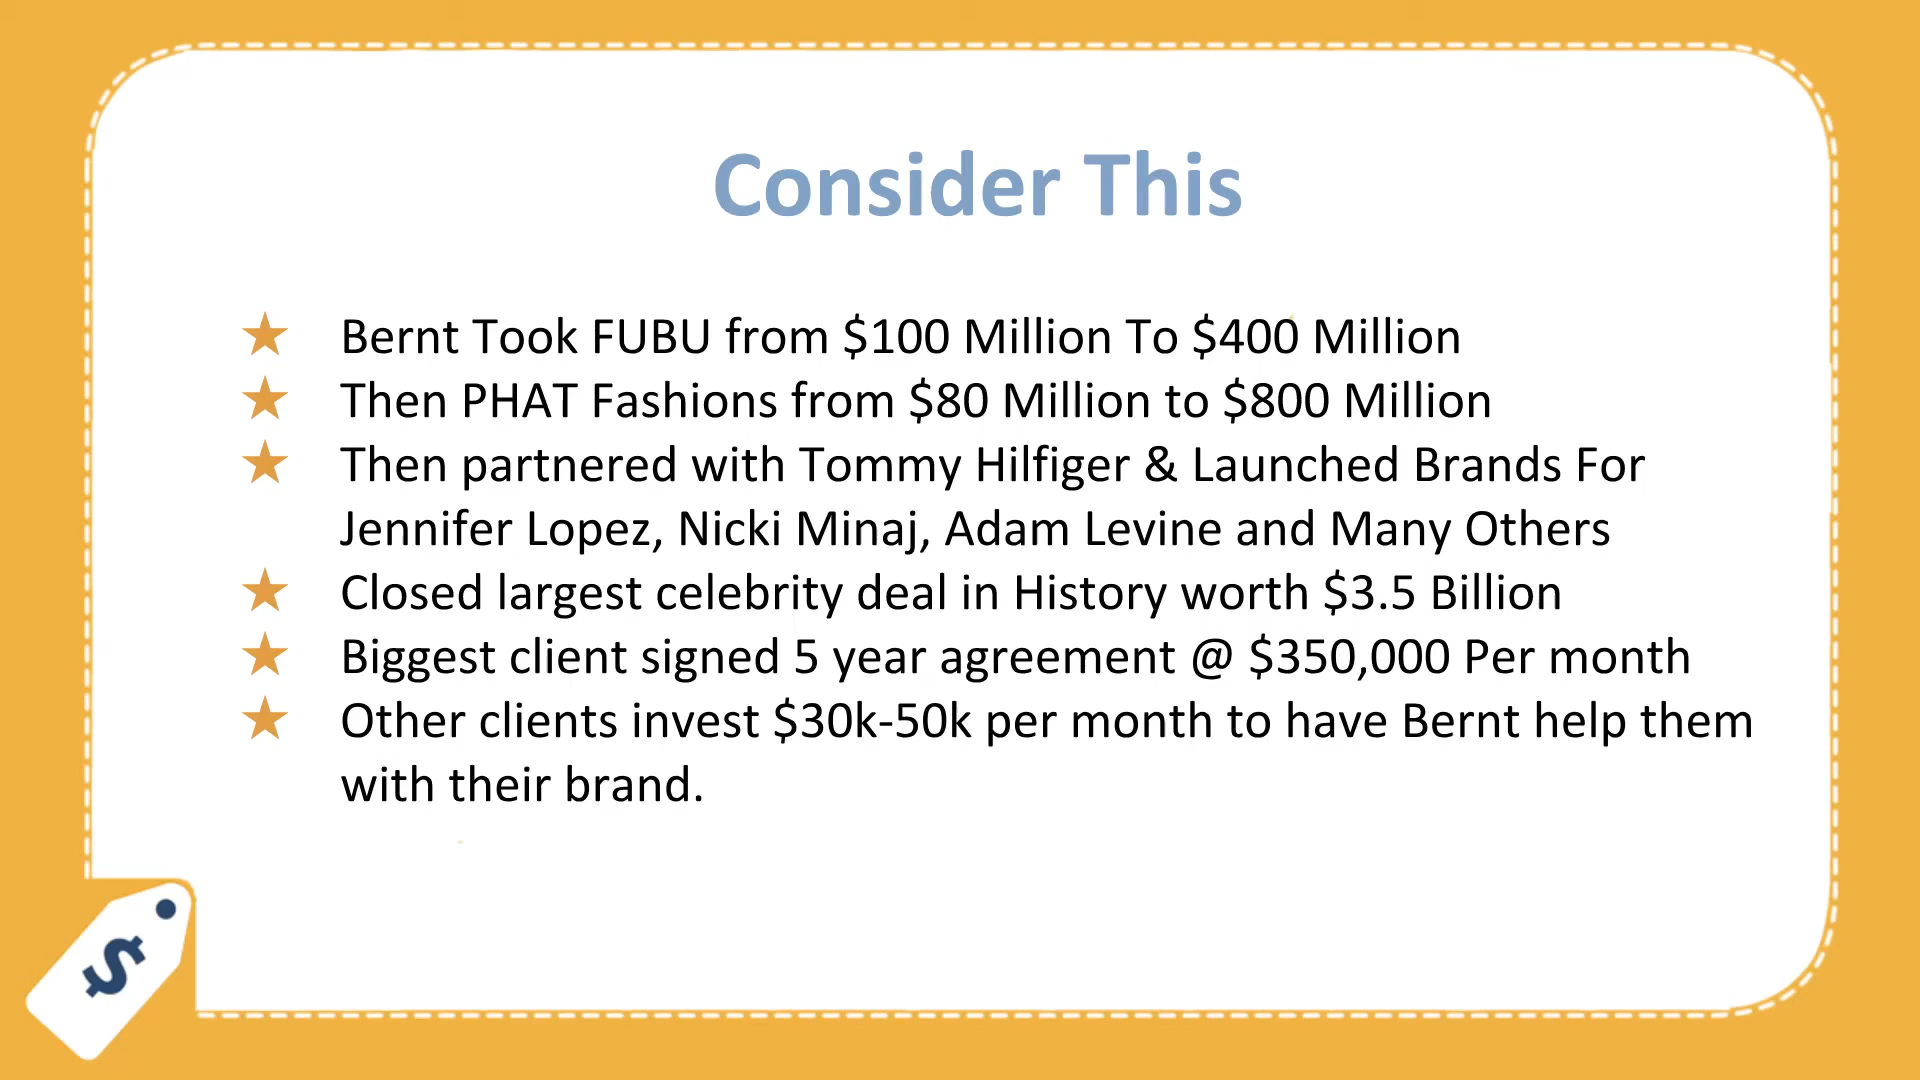 Consider This
★ Bernt Took FUBU from $100 Million To $400 Million
★ Then PHAT Fashions from $80 Million to $800 Million
★ Then partnered with Tommy Hilfiger & Launched Brands For
Jennifer Lopez, Nicki Minaj, Adam Levine and Many Others
★ Closed largest celebrity deal in History worth $3.5 Billion
★ Biggest client signed 5 year agreement @ $350,000 Per month
★ Other clients invest $30k-50k per month to have Bernt help them
with their brand.
$